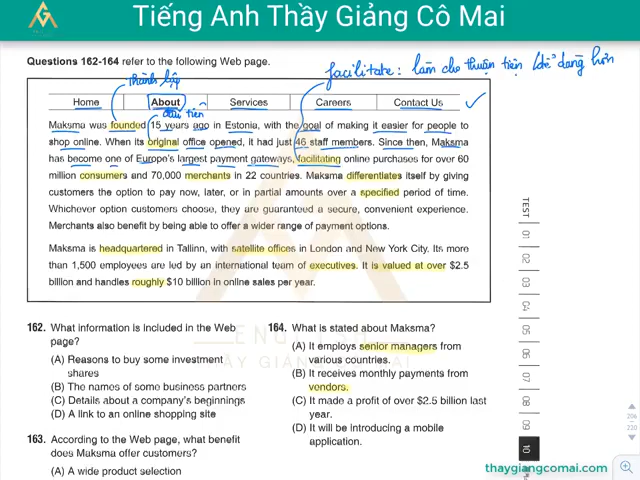 Tiếng Anh Thầy Giảng Cô Mai
Questions 162-164 refer to the following Web page.
facilitate: làm cho thuận tiện / dễ dàng hơn
thành lập
Home About Services Careers Contact Us
đầu tiên
Maksma was founded 15 years ago in Estonia, with the goal of making it easier for people to
shop online. When its original office opened, it had just 46 staff members. Since then, Maksma
has become one of Europe's largest payment gateways, facilitating online purchases for over 60
million consumers and 70,000 merchants in 22 countries. Maksma differentiates itself by giving
customers the option to pay now, later, or in partial amounts over a specified period of time.
Whichever option customers choose, they are guaranteed a secure, convenient experience.
Merchants also benefit by being able to offer a wider range of payment options.
Maksma is headquartered in Tallinn, with satellite offices in London and New York City. Its more
than 1,500 employees are led by an international team of executives. It is valued at over $2.5
billion and handles roughly $10 billion in online sales per year.
162. What information is included in the Web
page?
(A) Reasons to buy some investment
shares
(B) The names of some business partners
(C) Details about a company's beginnings
(D) A link to an online shopping site
163. According to the Web page, what benefit
does Maksma offer customers?
(A) A wide product selection
164. What is stated about Maksma?
(A) It employs senior managers from
various countries.
(B) It receives monthly payments from
vendors.
(C) It made a profit of over $2.5 billion last
year.
(D) It will be introducing a mobile
application.
TEST
01
02
03
04
05
06
07
08
09
10
206
220
thaygiangcomai.com